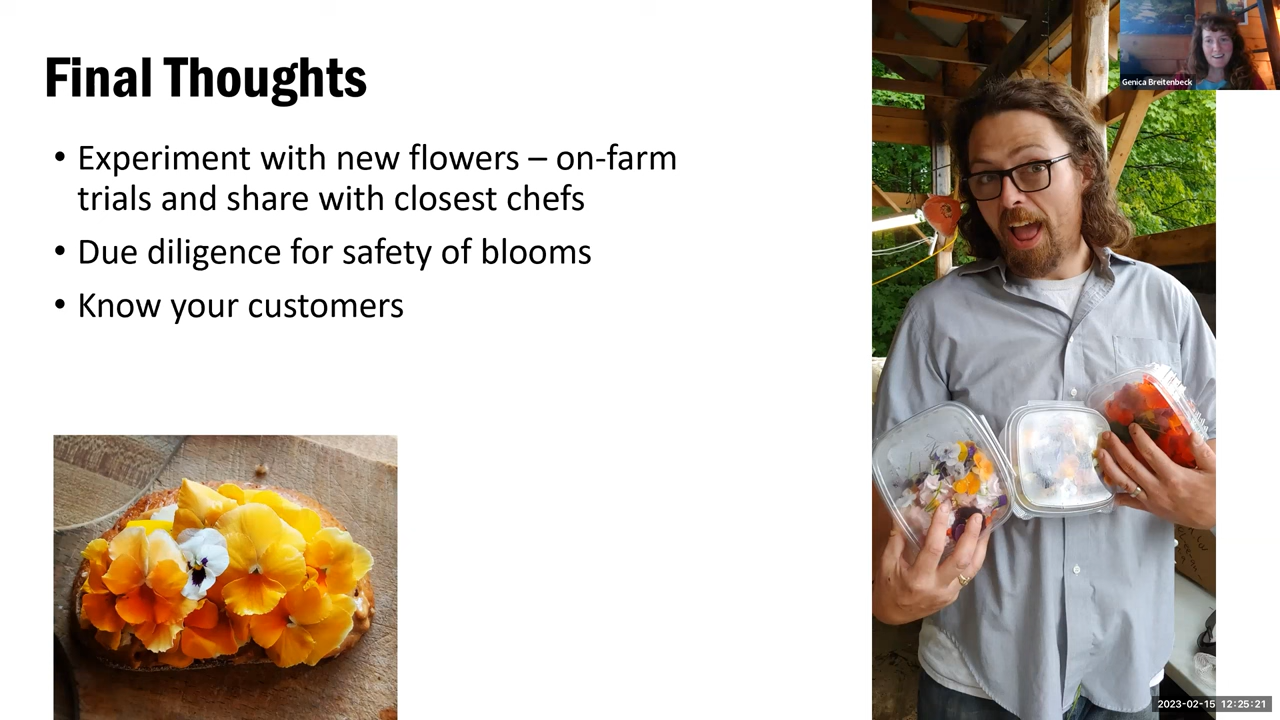 Final Thoughts
• Experiment with new flowers – on-farm
trials and share with closest chefs
• Due diligence for safety of blooms
• Know your customers
Genica Breitenbeck
2023-02-15 12:25:21